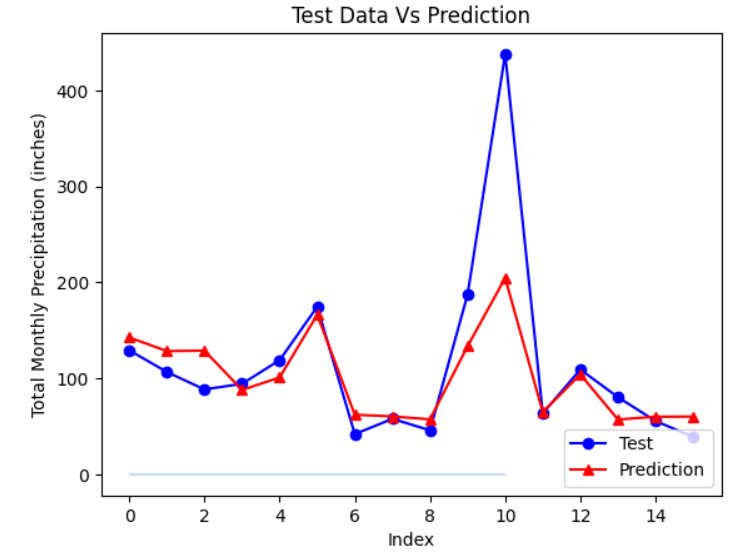 Test Data Vs Prediction
Total Monthly Precipitation (inches)
400
300
200
100
0
0 2 4 6 8 10 12 14
Index
Test
Prediction